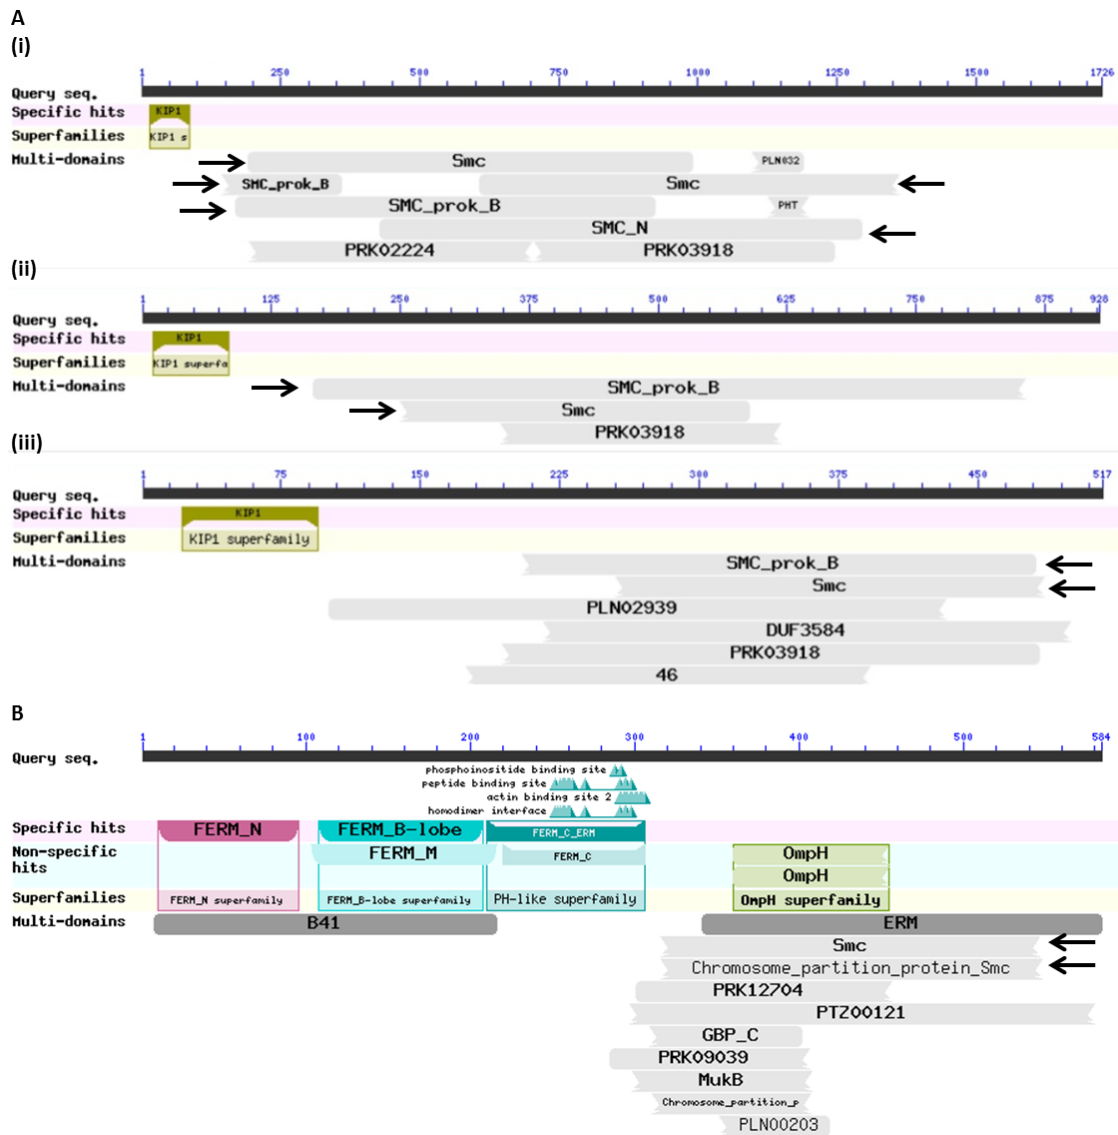 A
(i)
1 250 500 750 1000 1250 1500 1726
Query seq.
Specific hits KIP1
Superfamilies KIP1 s
Multi-domains Smc PLN032
SMC_prok_B Smc
SMC_prok_B PHT
SMC_N
PRK02224 PRK03918
(ii)
1 125 250 375 500 625 750 875 928
Query seq.
Specific hits KIP1
Superfamilies KIP1 superfa
Multi-domains SMC_prok_B
Smc
PRK03918
(iii)
1 75 150 225 300 375 450 517
Query seq.
Specific hits KIP1
Superfamilies KIP1 superfamily
Multi-domains SMC_prok_B
Smc
PLN02939
DUF3584
PRK03918
46
B
1 100 200 300 400 500 584
Query seq.
phosphoinositide binding site
peptide binding site
actin binding site 2
homodimer interface
Specific hits FERM_N FERM_B-lobe FERM_C_ERM
Non-specific hits FERM_M FERM_C OmpH
OmpH
Superfamilies FERM_N superfamily FERM_B-lobe superfamily PH-like superfamily OmpH superfamily
Multi-domains B41 ERM
Smc
Chromosome_partition_protein_Smc
PRK12704
PTZ00121
GBP_C
PRK09039
MukB
Chromosome_partition_p
PLN00203